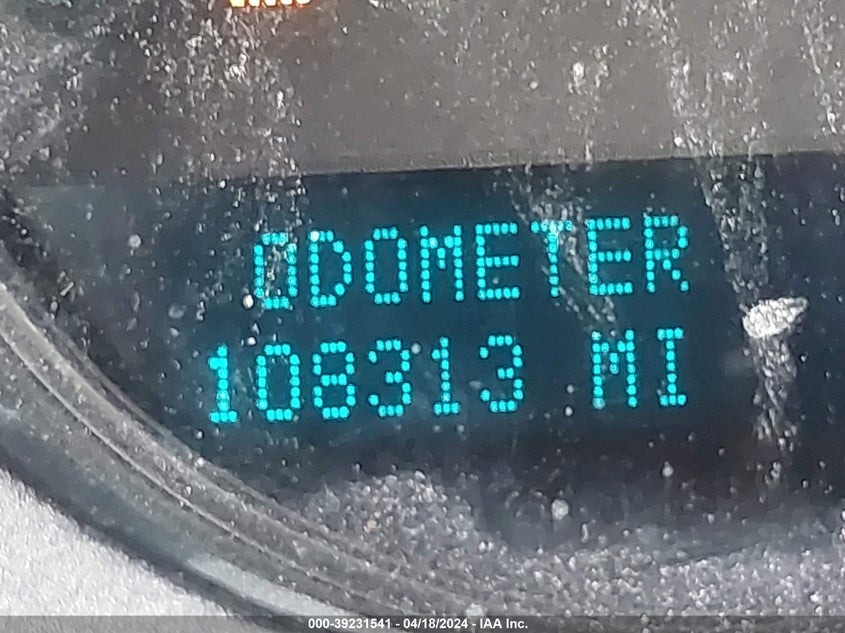 ODOMETER
108313 MI
000-39231541 - 04/18/2024 - IAA Inc.